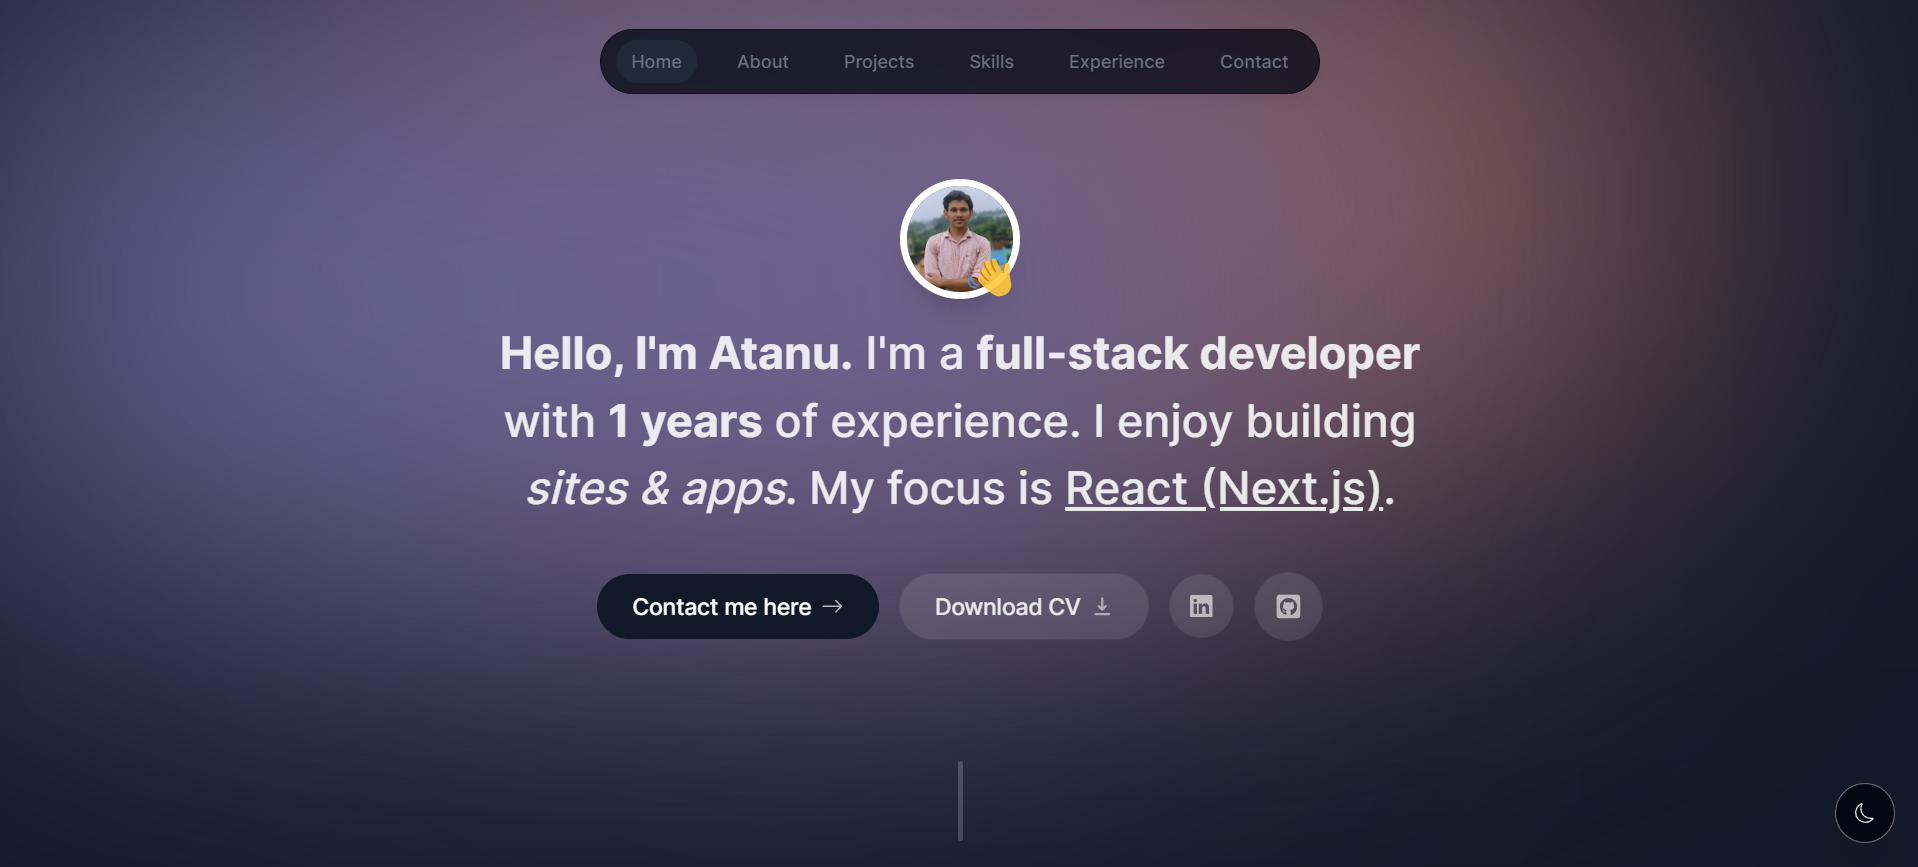 Home About Projects Skills Experience Contact
Hello, I'm Atanu. I'm a full-stack developer
with 1 years of experience. I enjoy building
sites & apps. My focus is React (Next.js).
Contact me here Download CV in